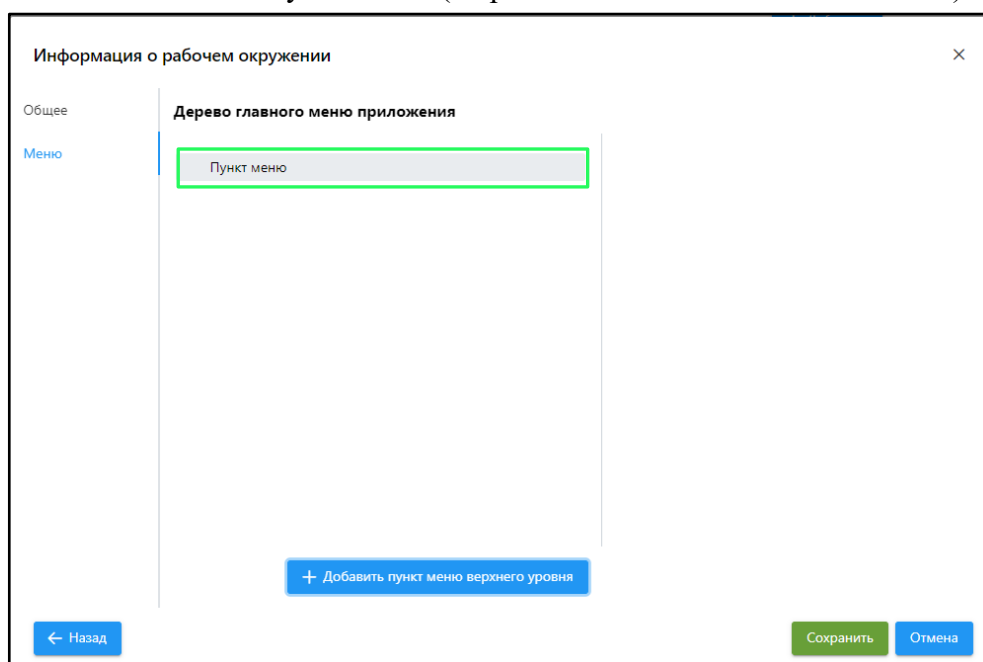 Информация о рабочем окружении
Общее
Дерево главного меню приложения
Меню
Пункт меню
+ Добавить пункт меню верхнего уровня
← Назад
Сохранить
Отмена